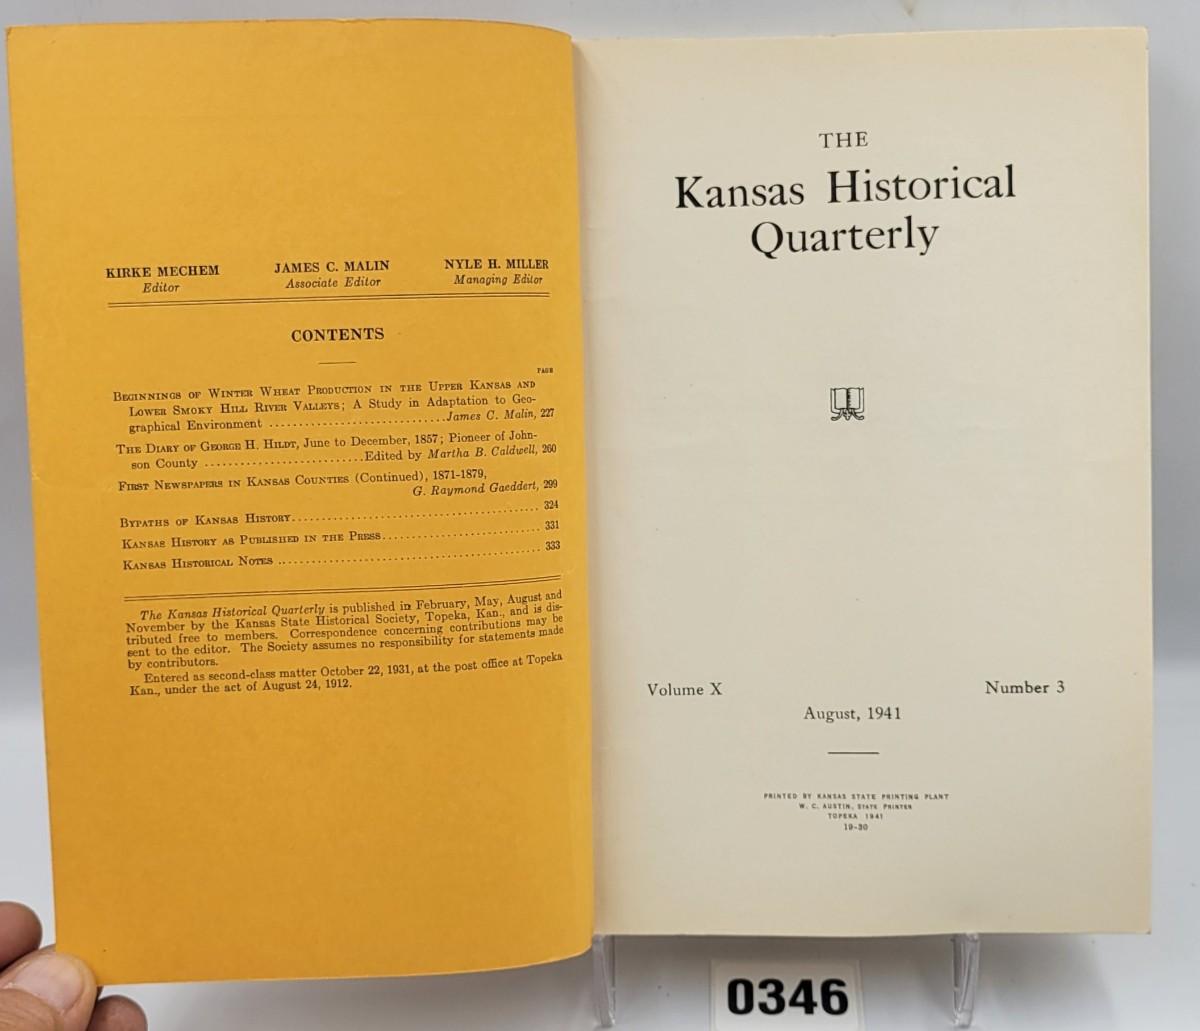 KIRKE MECHEM JAMES C. MALIN NYLE H. MILLER
Editor Associate Editor Managing Editor
CONTENTS
PAGE
BEGINNINGS OF WINTER WHEAT PRODUCTION IN THE UPPER KANSAS AND
LOWER SMOKY HILL RIVER VALLEYS; A Study in Adaptation to Geo-
graphical Environment ............................James C. Malin, 227
THE DIARY OF GEORGE H. HILDT, June to December, 1857; Pioneer of John-
son County .........................Edited by Martha B. Caldwell, 260
FIRST NEWSPAPERS IN KANSAS COUNTIES (Continued), 1871-1879,
G. Raymond Gaeddert, 299
BYPATHS OF KANSAS HISTORY....................................... 324
KANSAS HISTORY AS PUBLISHED IN THE PRESS......................... 331
KANSAS HISTORICAL NOTES ......................................... 333
The Kansas Historical Quarterly is published in February, May, August and
November by the Kansas State Historical Society, Topeka, Kan., and is dis-
tributed free to members. Correspondence concerning contributions may be
sent to the editor. The Society assumes no responsibility for statements made
by contributors.
Entered as second-class matter October 22, 1931, at the post office at Topeka
Kan., under the act of August 24, 1912.
THE
Kansas Historical
Quarterly
Volume X Number 3
August, 1941
PRINTED BY KANSAS STATE PRINTING PLANT
W. C. AUSTIN, STATE PRINTER
TOPEKA 1941
19-30
0346